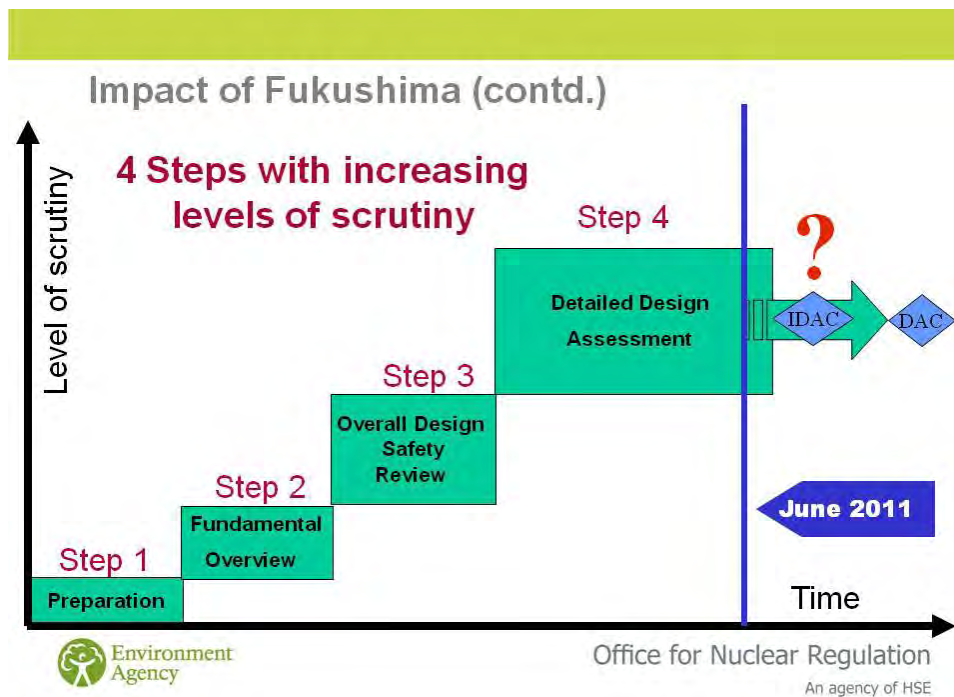 Impact of Fukushima (contd.)
4 Steps with increasing
levels of scrutiny
Level of scrutiny
Step 4
?
Detailed Design
Assessment
IDAC
DAC
Step 3
Overall Design
Safety
Review
Step 2
Fundamental
Overview
June 2011
Step 1
Preparation
Time
Environment
Agency
Office for Nuclear Regulation
An agency of HSE